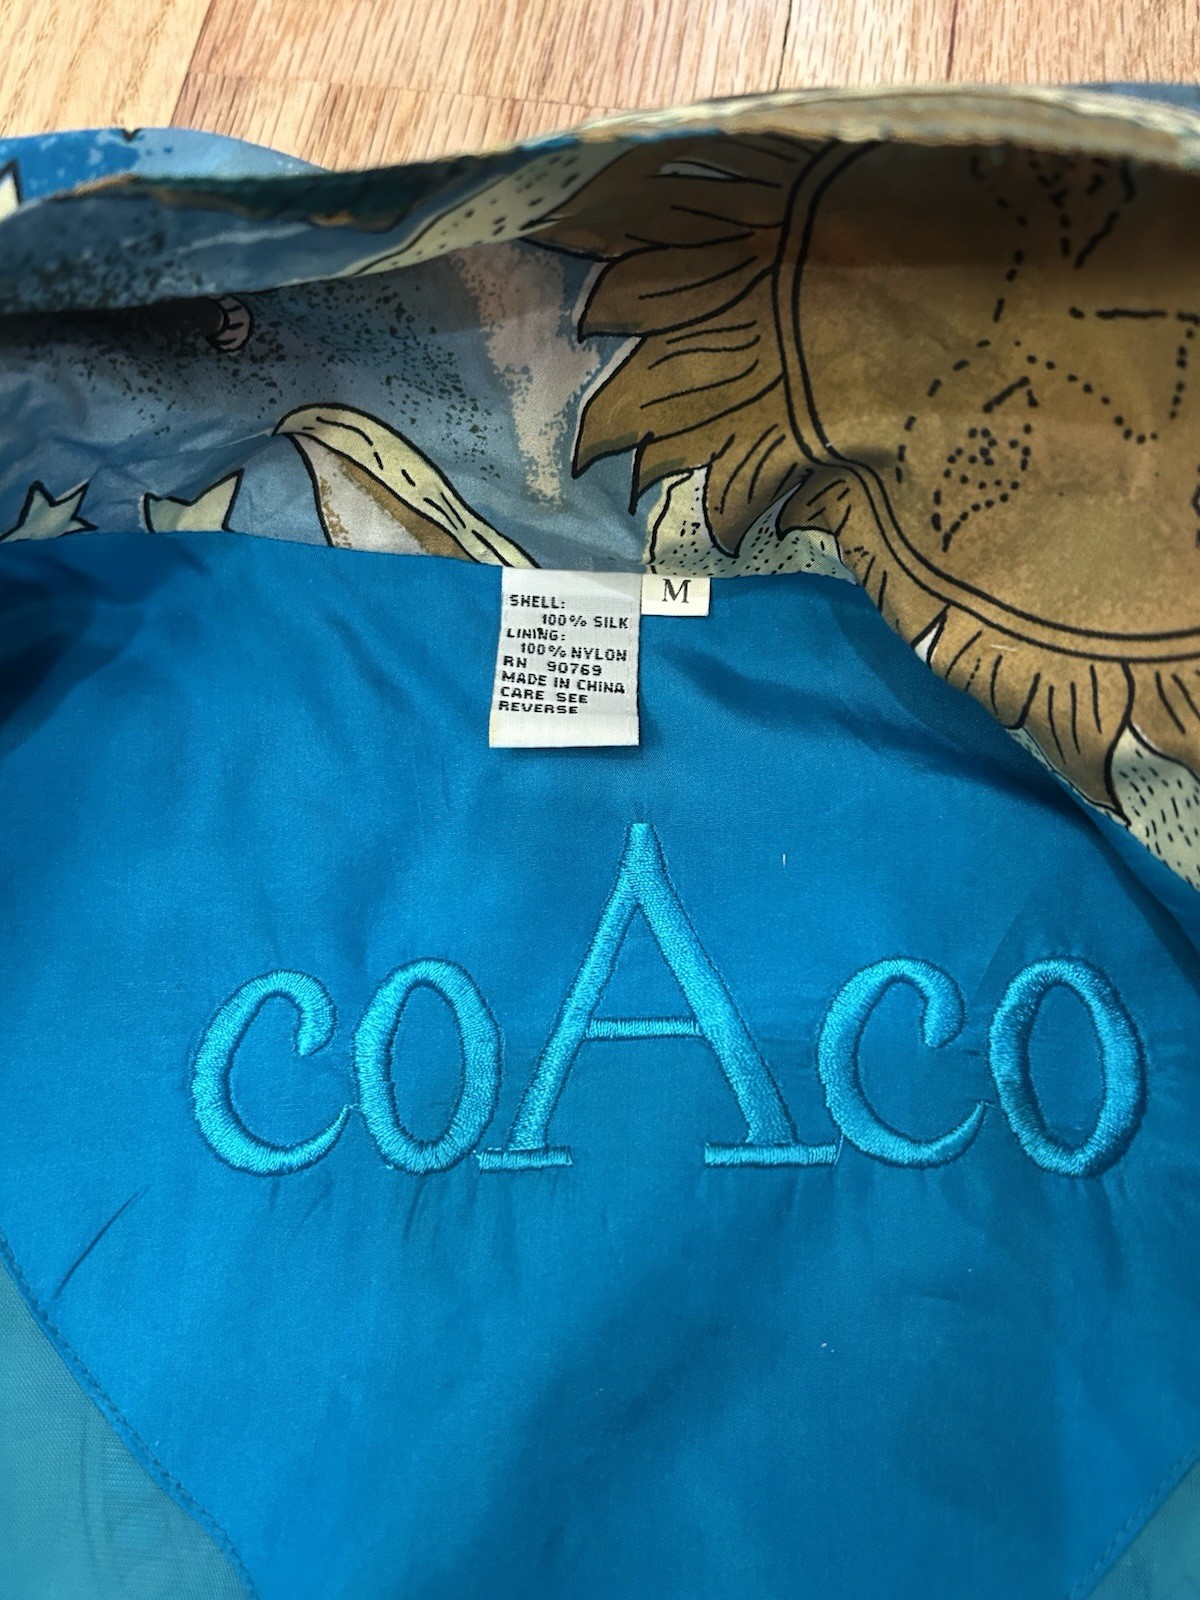 SHELL:
100% SILK
LINING:
100% NYLON
RN 90769
MADE IN CHINA
CARE SEE
REVERSE
M
coAco